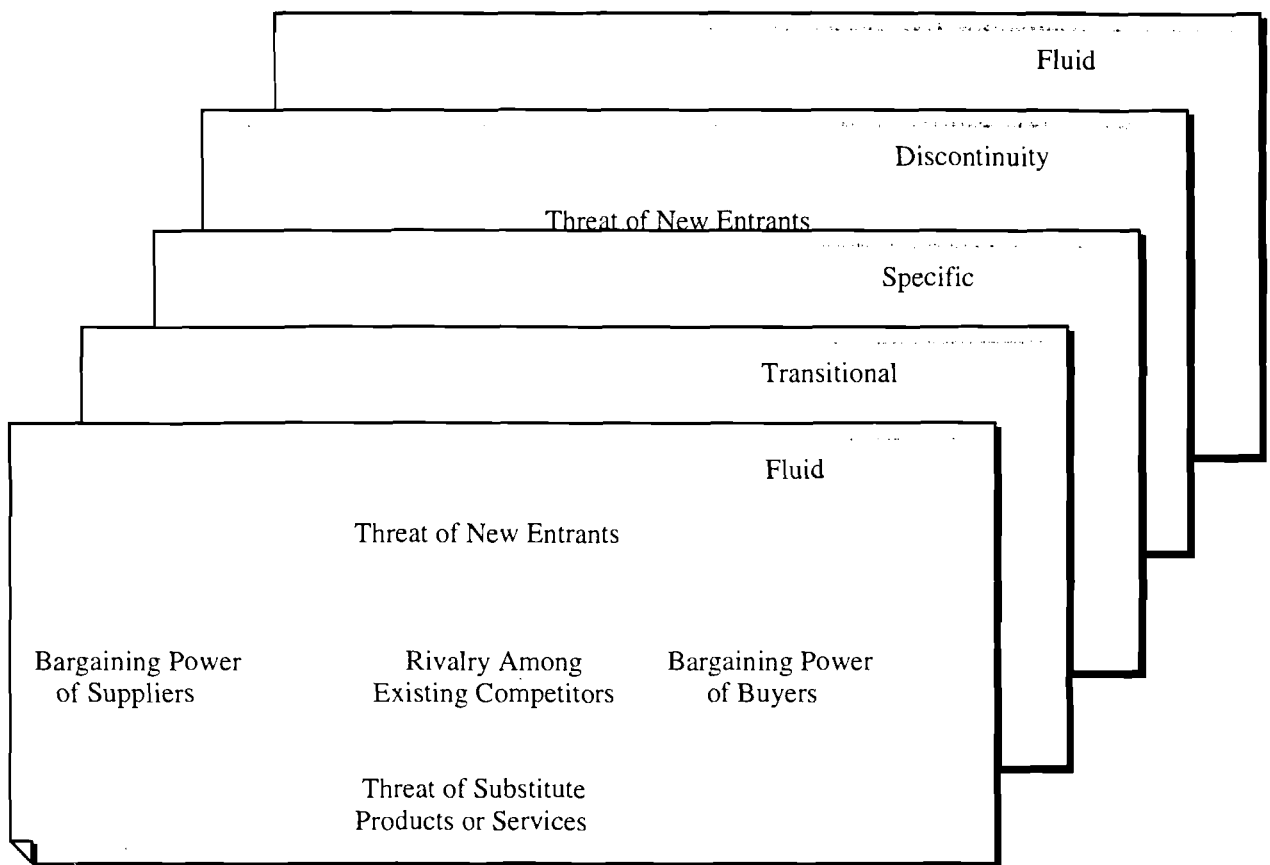 Fluid
Discontinuity
Threat of New Entrants
Specific
Transitional
Fluid
Threat of New Entrants
Bargaining Power
of Suppliers
Rivalry Among
Existing Competitors
Bargaining Power
of Buyers
Threat of Substitute
Products or Services